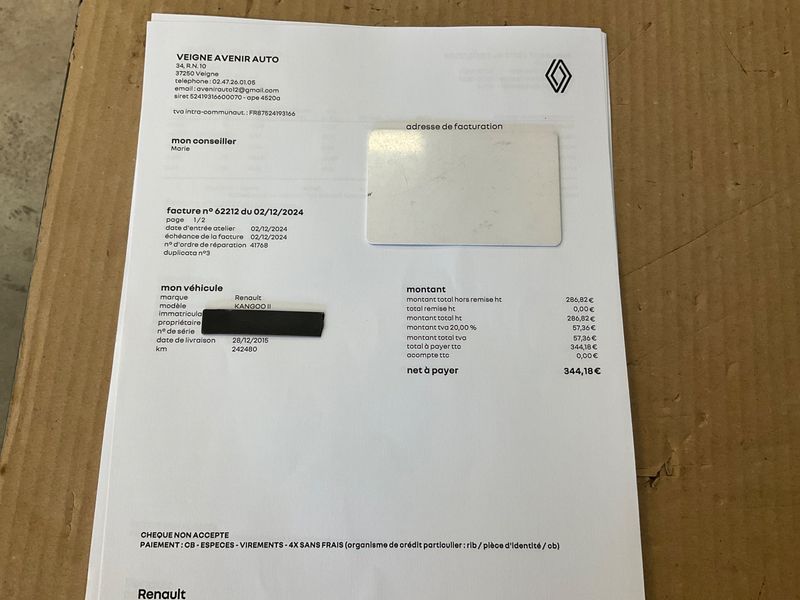 VEIGNE AVENIR AUTO
34, R.N. 10
37250 Veigne
telephone : 02.47.26.01.05
email : avenirauto12@gmail.com
siret 52419316600070 - ape 4520a
tva intra-communaut. : FR87524193166
adresse de facturation
mon conseiller
Marie
facture n° 62212 du 02/12/2024
page 1/2
date d'entrée atelier 02/12/2024
échéance de la facture 02/12/2024
n° d'ordre de réparation 41768
duplicata n°3
mon véhicule
marque Renault
modèle KANGOO II
immatricula
propriétaire
n° de série
date de livraison 28/12/2015
km 242480
montant
montant total hors remise ht 286,82 €
total remise ht 0,00 €
montant total ht 286,82 €
montant tva 20,00 % 57,36 €
montant total tva 57,36 €
total à payer ttc 344,18 €
acompte ttc 0,00 €
net à payer 344,18 €
CHEQUE NON ACCEPTE
PAIEMENT : CB - ESPECES - VIREMENTS - 4X SANS FRAIS (organisme de crédit particulier : rib / pièce d'identité / cb)
Renault